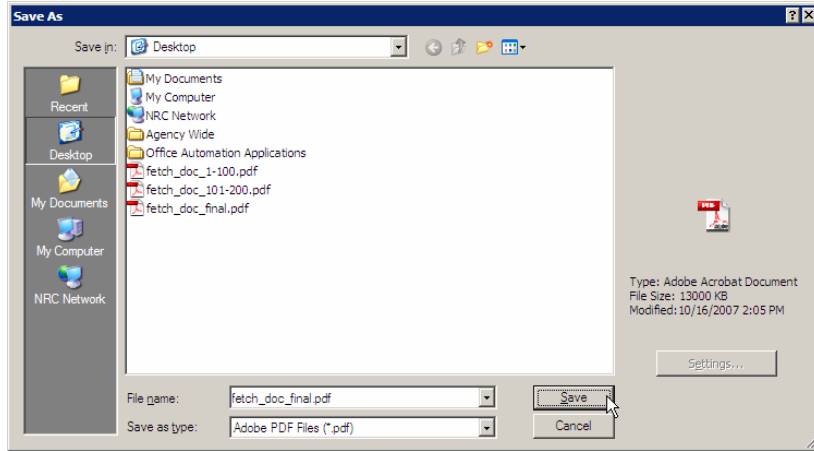 Save As
Save in: Desktop
Recent
Desktop
My Documents
My Computer
NRC Network
My Documents
My Computer
NRC Network
Agency Wide
Office Automation Applications
fetch_doc_1-100.pdf
fetch_doc_101-200.pdf
fetch_doc_final.pdf
PDF
Type: Adobe Acrobat Document
File Size: 13000 KB
Modified: 10/16/2007 2:05 PM
Settings...
File name: fetch_doc_final.pdf Save
Save as type: Adobe PDF Files (*.pdf) Cancel